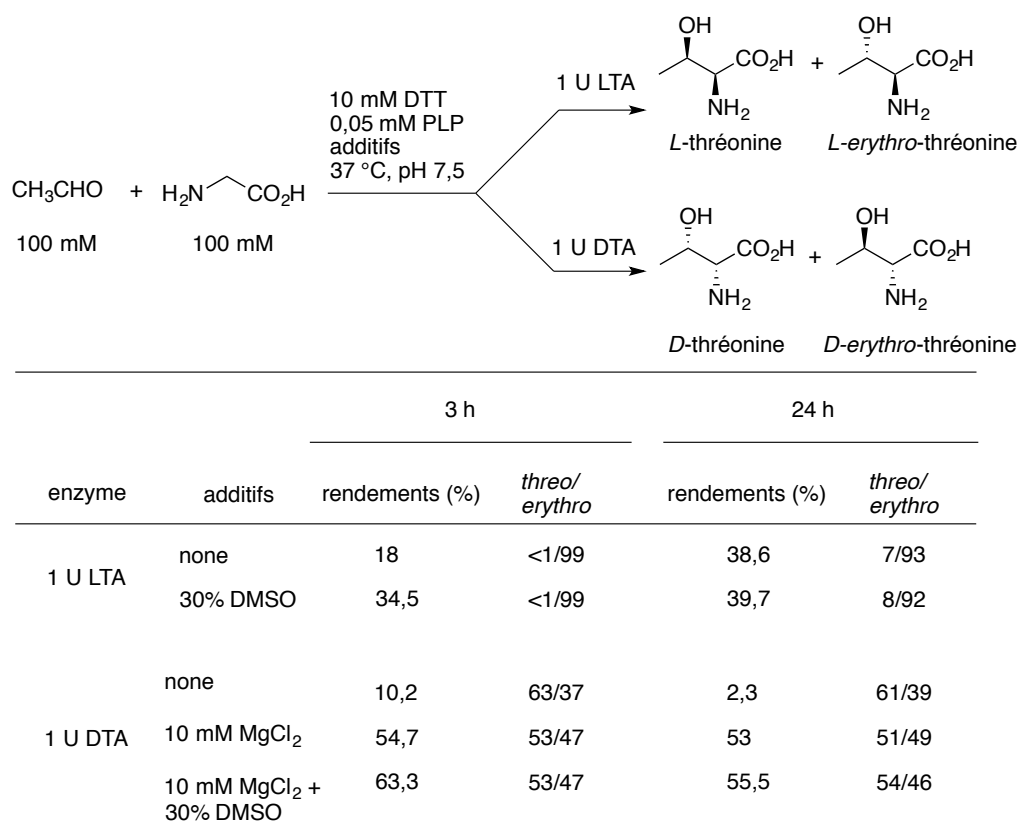 OH
CO2H
NH2
L-thréonine
+
OH
CO2H
NH2
L-erythro-thréonine
10 mM DTT
0,05 mM PLP
additifs
37 °C, pH 7,5
1 U LTA
CH3CHO + H2N CO2H
100 mM 100 mM
1 U DTA
OH
CO2H
NH2
D-thréonine
+
OH
CO2H
NH2
D-erythro-thréonine
3 h 24 h
enzyme additifs rendements (%) threo/ rendements (%) threo/
erythro erythro
none 18 <1/99 38,6 7/93
1 U LTA
30% DMSO 34,5 <1/99 39,7 8/92
none 10,2 63/37 2,3 61/39
1 U DTA 10 mM MgCl2 54,7 53/47 53 51/49
10 mM MgCl2 + 63,3 53/47 55,5 54/46
30% DMSO